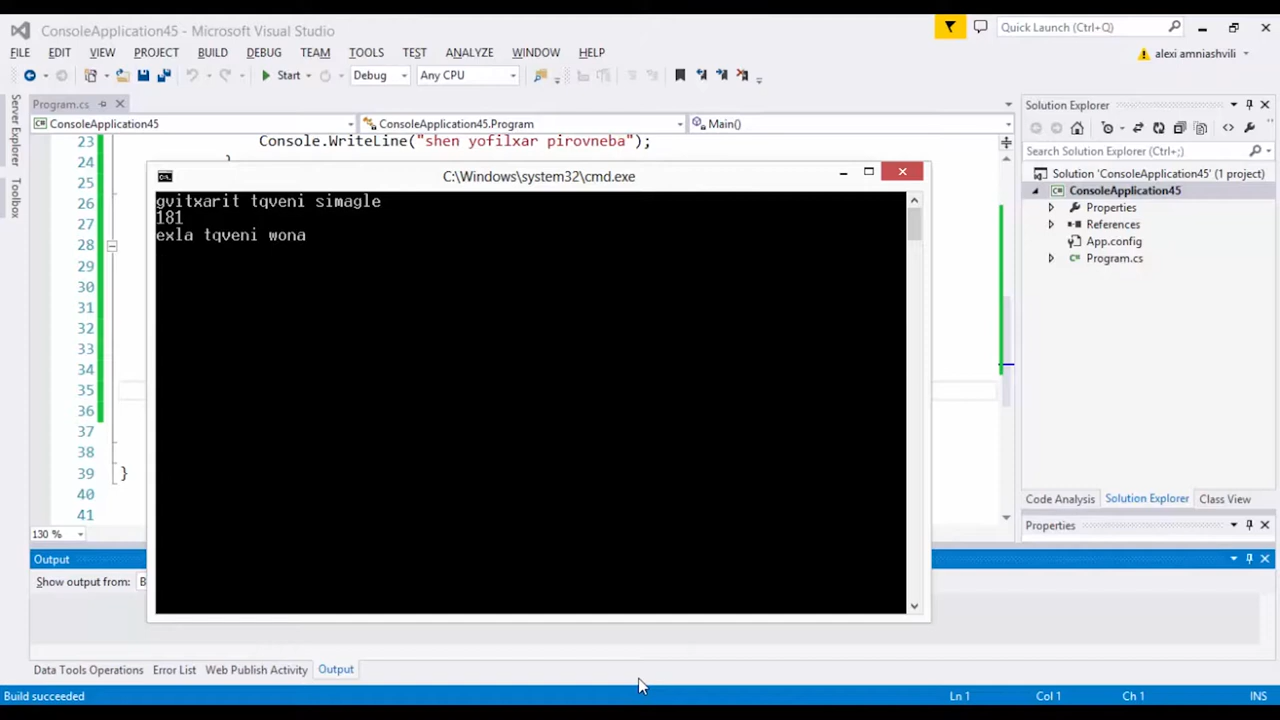 ConsoleApplication45 - Microsoft Visual Studio
Quick Launch (Ctrl+Q)
FILE EDIT VIEW PROJECT BUILD DEBUG TEAM TOOLS TEST ANALYZE WINDOW HELP
alexi amniashvili
Start Debug Any CPU
Server Explorer
Toolbox
Program.cs
ConsoleApplication45 ConsoleApplication45.Program Main()
23 Console.WriteLine("shen yofilxar pirovneba");
24
25
26
27
28
29
30
31
32
33
34
35
36
37
38
39 }
40
41
C:\Windows\system32\cmd.exe
gvitxarit tqveni simagle
181
exla tqveni wona
130 %
Solution Explorer
Search Solution Explorer (Ctrl+;)
Solution 'ConsoleApplication45' (1 project)
ConsoleApplication45
Properties
References
App.config
Program.cs
Code Analysis Solution Explorer Class View
Properties
Output
Show output from: B
Data Tools Operations Error List Web Publish Activity Output
Build succeeded Ln 1 Col 1 Ch 1 INS